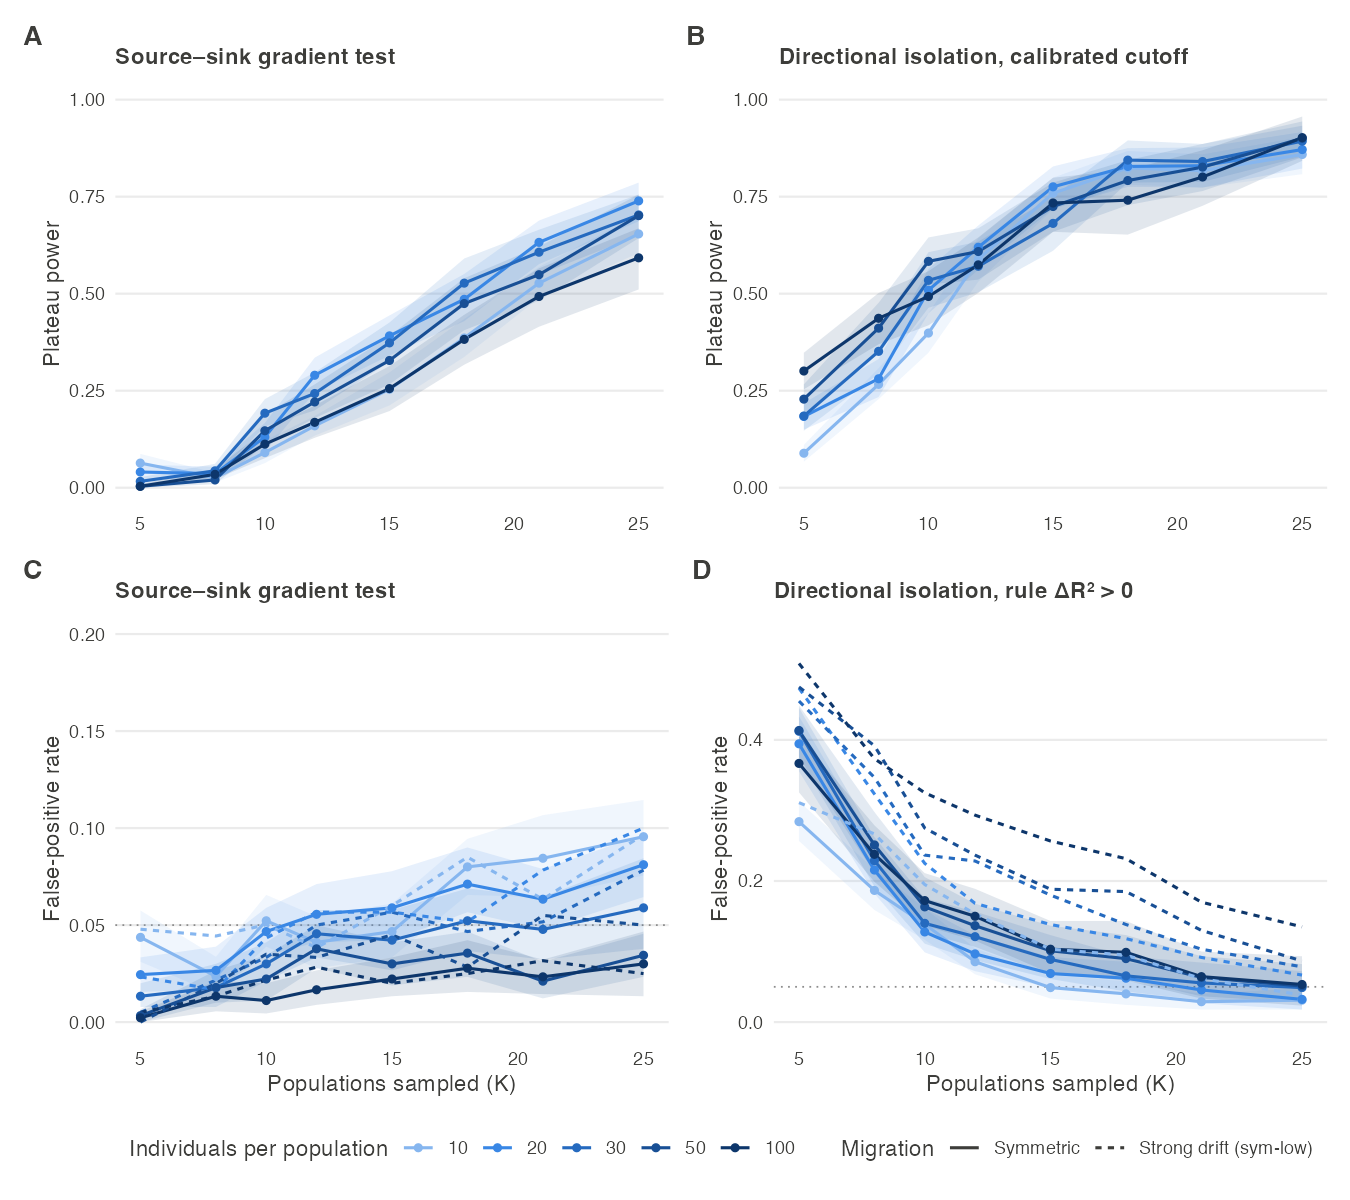 A
Source–sink gradient test
1.00
0.75
0.50
0.25
0.00
Plateau power
5 10 15 20 25
B
Directional isolation, calibrated cutoff
1.00
0.75
0.50
0.25
0.00
Plateau power
5 10 15 20 25
C
Source–sink gradient test
0.20
0.15
0.10
0.05
0.00
False-positive rate
5 10 15 20 25
Populations sampled (K)
D
Directional isolation, rule ΔR² > 0
0.4
0.2
0.0
False-positive rate
5 10 15 20 25
Populations sampled (K)
Individuals per population 10 20 30 50 100 Migration Symmetric Strong drift (sym-low)